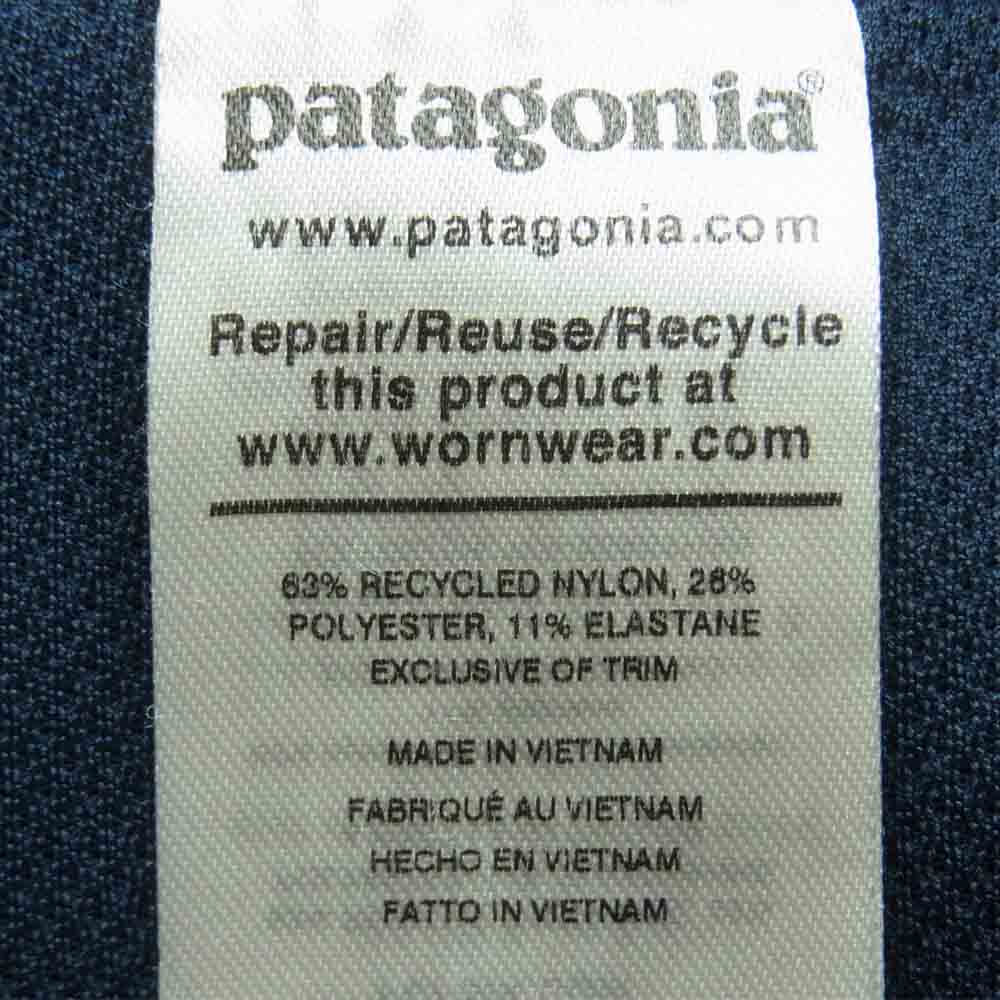 patagonia®
www.patagonia.com
Repair/Reuse/Recycle
this product at
www.wornwear.com
63% RECYCLED NYLON, 26%
POLYESTER, 11% ELASTANE
EXCLUSIVE OF TRIM
MADE IN VIETNAM
FABRIQUÉ AU VIETNAM
HECHO EN VIETNAM
FATTO IN VIETNAM